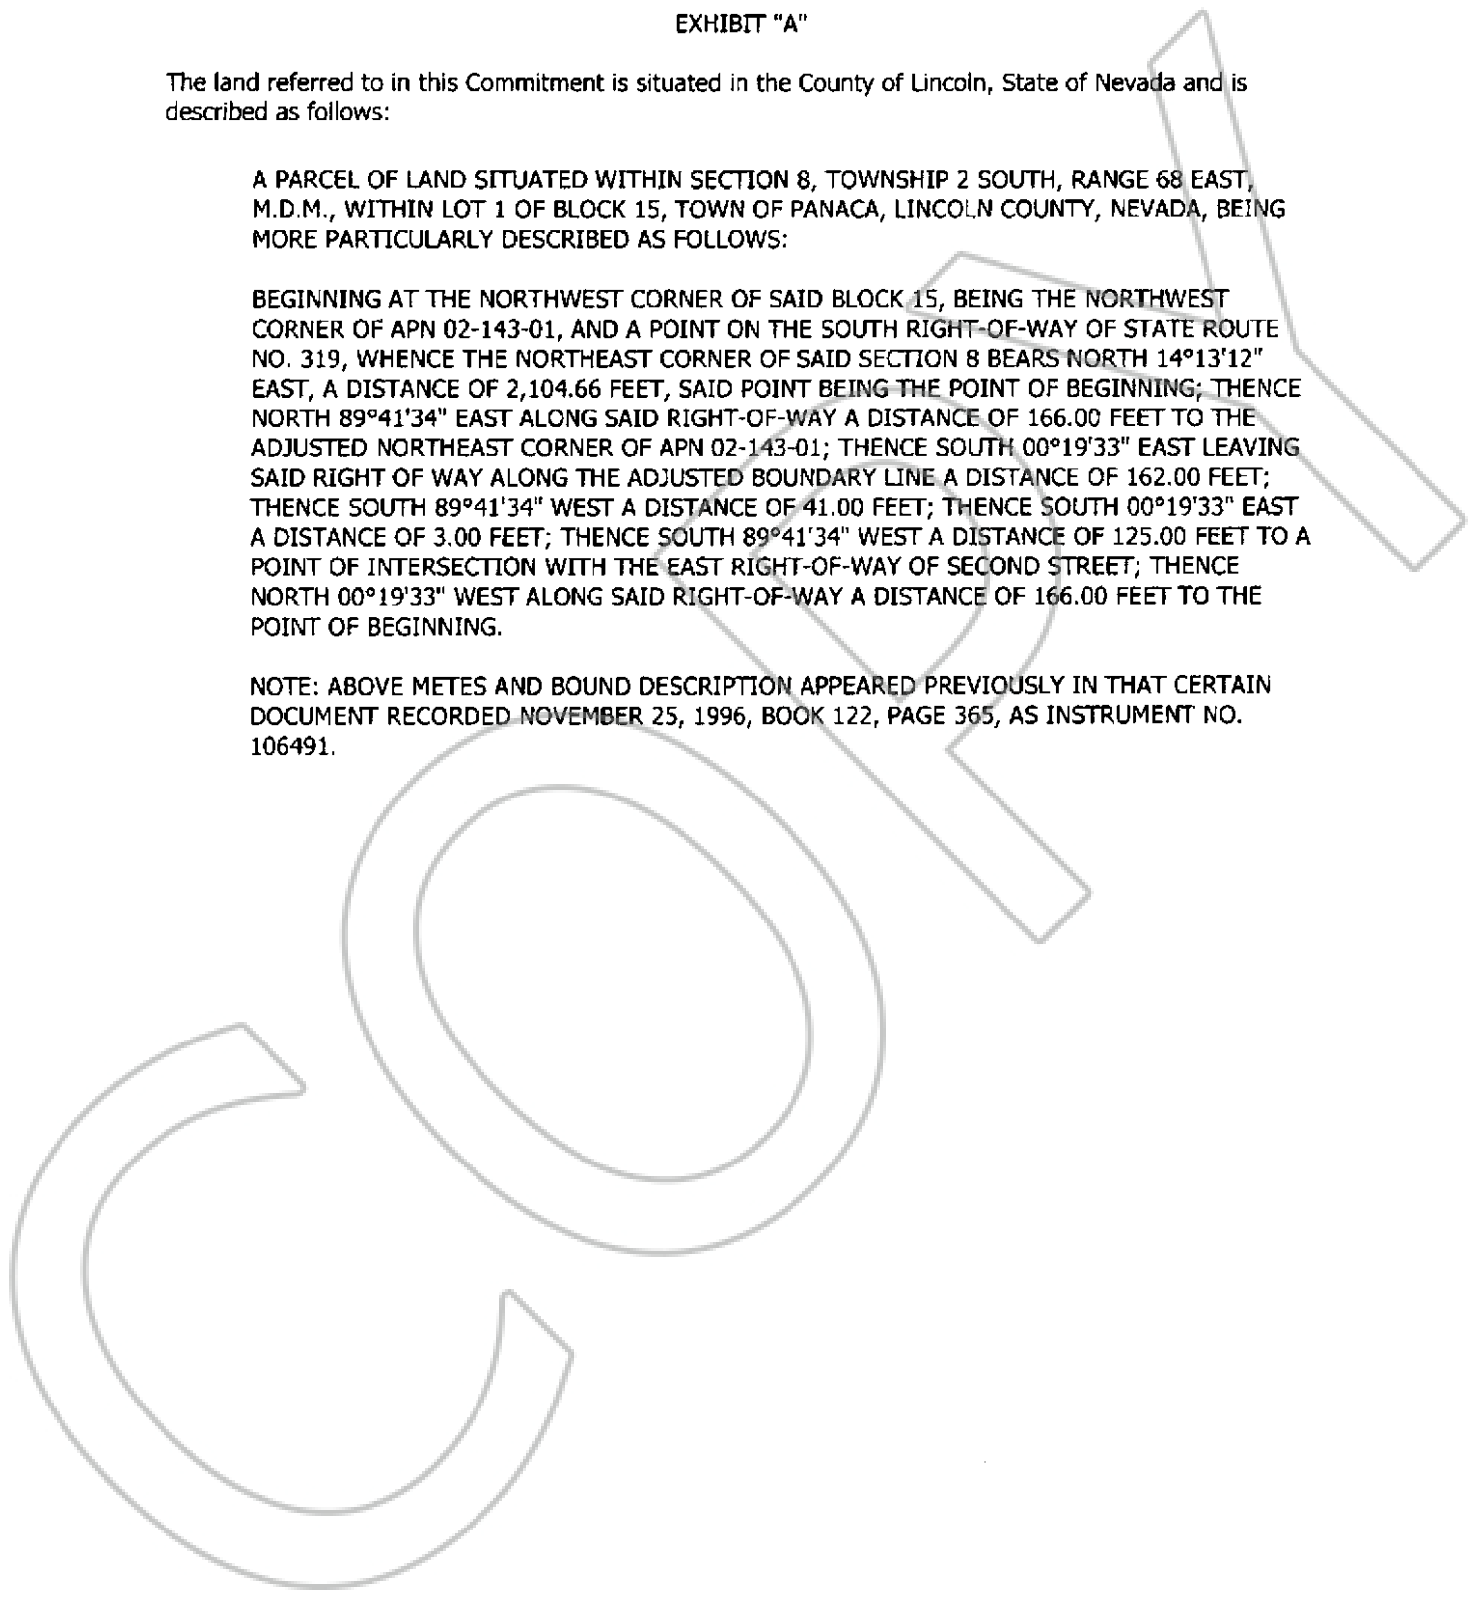 EXHIBIT "A"
The land referred to in this Commitment is situated in the County of Lincoln, State of Nevada and is
described as follows:
A PARCEL OF LAND SITUATED WITHIN SECTION 8, TOWNSHIP 2 SOUTH, RANGE 68 EAST,
M.D.M., WITHIN LOT 1 OF BLOCK 15, TOWN OF PANACA, LINCOLN COUNTY, NEVADA, BEING
MORE PARTICULARLY DESCRIBED AS FOLLOWS:
BEGINNING AT THE NORTHWEST CORNER OF SAID BLOCK 15, BEING THE NORTHWEST
CORNER OF APN 02-143-01, AND A POINT ON THE SOUTH RIGHT-OF-WAY OF STATE ROUTE
NO. 319, WHENCE THE NORTHEAST CORNER OF SAID SECTION 8 BEARS NORTH 14°13'12"
EAST, A DISTANCE OF 2,104.66 FEET, SAID POINT BEING THE POINT OF BEGINNING; THENCE
NORTH 89°41'34" EAST ALONG SAID RIGHT-OF-WAY A DISTANCE OF 166.00 FEET TO THE
ADJUSTED NORTHEAST CORNER OF APN 02-143-01; THENCE SOUTH 00°19'33" EAST LEAVING
SAID RIGHT OF WAY ALONG THE ADJUSTED BOUNDARY LINE A DISTANCE OF 162.00 FEET;
THENCE SOUTH 89°41'34" WEST A DISTANCE OF 41.00 FEET; THENCE SOUTH 00°19'33" EAST
A DISTANCE OF 3.00 FEET; THENCE SOUTH 89°41'34" WEST A DISTANCE OF 125.00 FEET TO A
POINT OF INTERSECTION WITH THE EAST RIGHT-OF-WAY OF SECOND STREET; THENCE
NORTH 00°19'33" WEST ALONG SAID RIGHT-OF-WAY A DISTANCE OF 166.00 FEET TO THE
POINT OF BEGINNING.
NOTE: ABOVE METES AND BOUND DESCRIPTION APPEARED PREVIOUSLY IN THAT CERTAIN
DOCUMENT RECORDED NOVEMBER 25, 1996, BOOK 122, PAGE 365, AS INSTRUMENT NO.
106491.
COPY